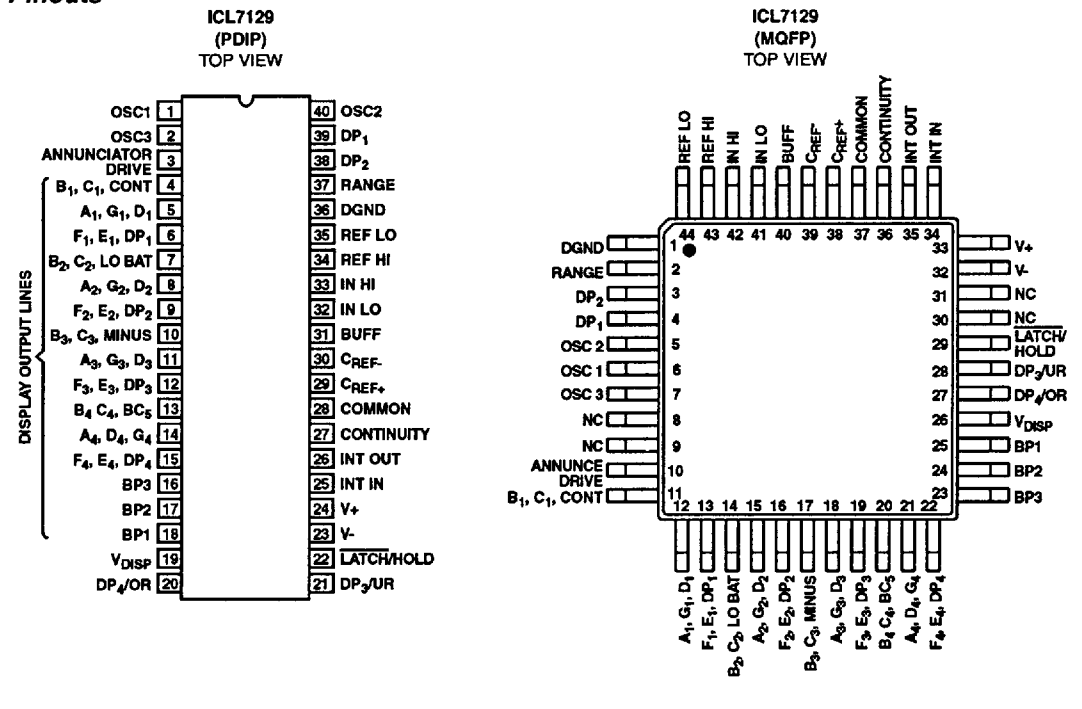 Pinouts
ICL7129
(PDIP)
TOP VIEW
OSC1 1
OSC3 2
ANNUNCIATOR
DRIVE 3
B1, C1, CONT 4
A1, G1, D1 5
F1, E1, DP1 6
B2, C2, LO BAT 7
A2, G2, D2 8
F2, E2, DP2 9
B3, C3, MINUS 10
A3, G3, D3 11
F3, E3, DP3 12
B4 C4, BC5 13
A4, D4, G4 14
F4, E4, DP4 15
BP3 16
BP2 17
BP1 18
VDISP 19
DP4/OR 20
DISPLAY OUTPUT LINES
40 OSC2
39 DP1
38 DP2
37 RANGE
36 DGND
35 REF LO
34 REF HI
33 IN HI
32 IN LO
31 BUFF
30 CREF-
29 CREF+
28 COMMON
27 CONTINUITY
26 INT OUT
25 INT IN
24 V+
23 V-
22 LATCH/HOLD
21 DP3/UR
ICL7129
(MQFP)
TOP VIEW
REF LO
REF HI
IN HI
IN LO
BUFF
CREF-
CREF+
COMMON
CONTINUITY
INT OUT
INT IN
44 43 42 41 40 39 38 37 36 35 34
DGND 1
RANGE 2
DP2 3
DP1 4
OSC 2 5
OSC 1 6
OSC 3 7
NC 8
NC 9
ANNUNCE
DRIVE 10
B1, C1, CONT 11
33 V+
32 V-
31 NC
30 NC
29 LATCH/
HOLD
28 DP3/UR
27 DP4/OR
26 VDISP
25 BP1
24 BP2
23 BP3
12 13 14 15 16 17 18 19 20 21 22
A1, G1, D1
F1, E1, DP1
B2, C2, LO BAT
A2, G2, D2
F2, E2, DP2
B3, C3, MINUS
A3, G3, D3
F3, E3, DP3
B4 C4, BC5
A4, D4, G4
F4, E4, DP4